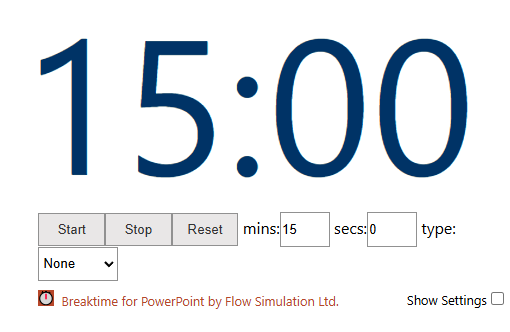 15:00
Start Stop Reset mins: 15 secs: 0 type:
None
Breaktime for PowerPoint by Flow Simulation Ltd. Show Settings